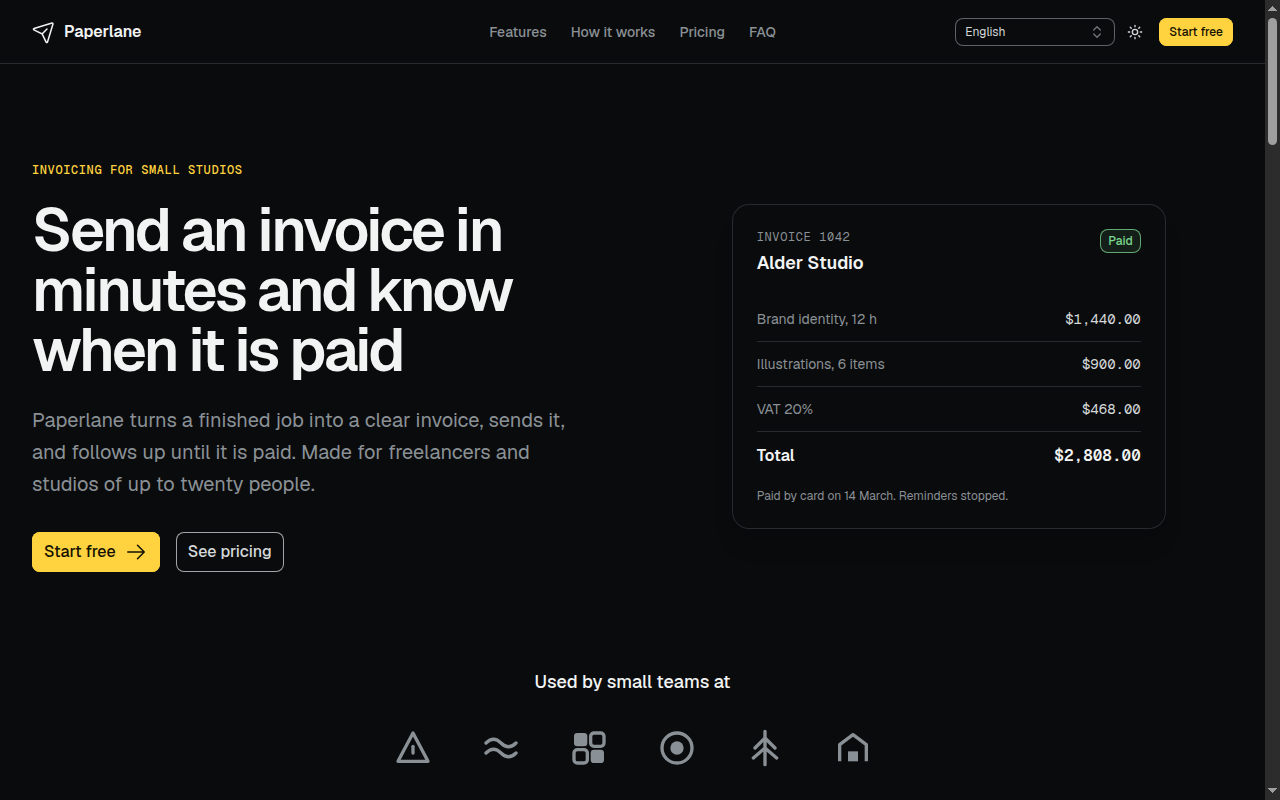 Paperlane
Features
How it works
Pricing
FAQ
English
Start free
INVOICING FOR SMALL STUDIOS
Send an invoice in
minutes and know
when it is paid
Paperlane turns a finished job into a clear invoice, sends it,
and follows up until it is paid. Made for freelancers and
studios of up to twenty people.
Start free
See pricing
INVOICE 1042
Paid
Alder Studio
Brand identity, 12 h $1,440.00
Illustrations, 6 items $900.00
VAT 20% $468.00
Total $2,808.00
Paid by card on 14 March. Reminders stopped.
Used by small teams at